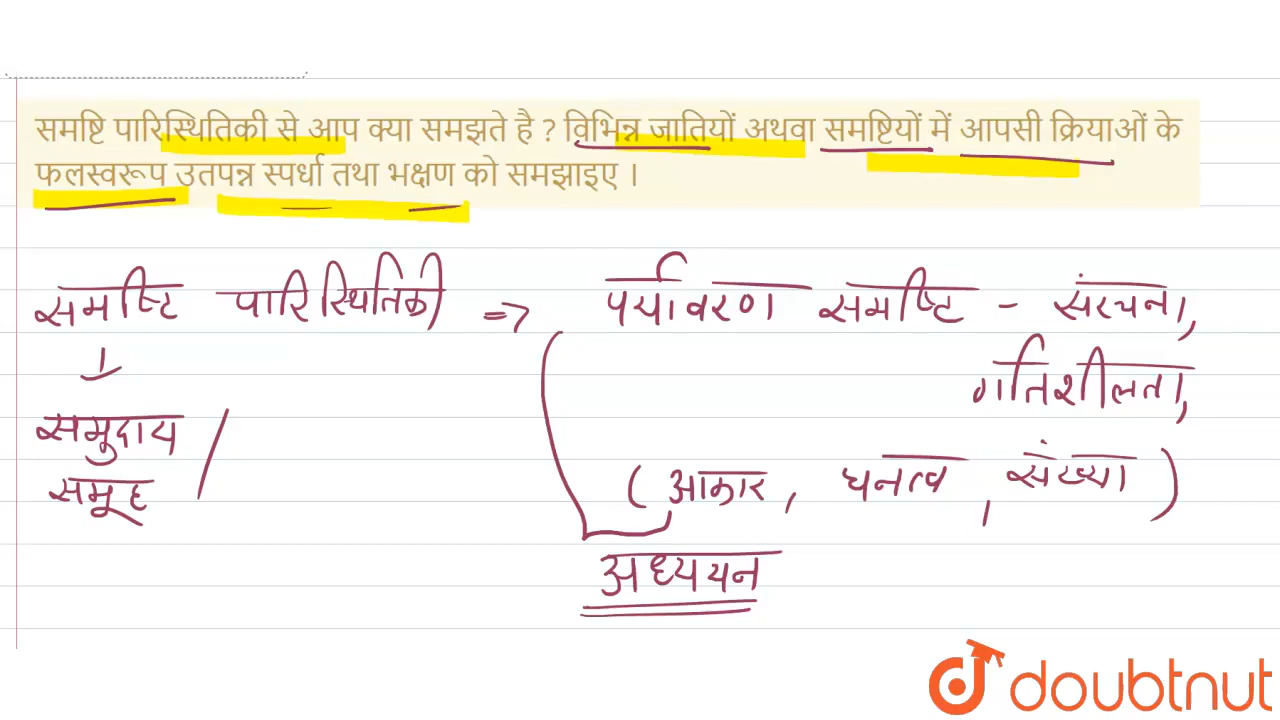 समष्टि पारिस्थितिकी से आप क्या समझते है ? विभिन्न जातियों अथवा समष्टियों में आपसी क्रियाओं के
फलस्वरूप उतपन्न स्पर्धा तथा भक्षण को समझाइए ।
समष्टि पारिस्थितिकी => पर्यावरण समष्टि - संरचना,
गतिशीलता,
समुदाय
समूह
(आकार, घनत्व, संख्या)
अध्ययन
doubtnut